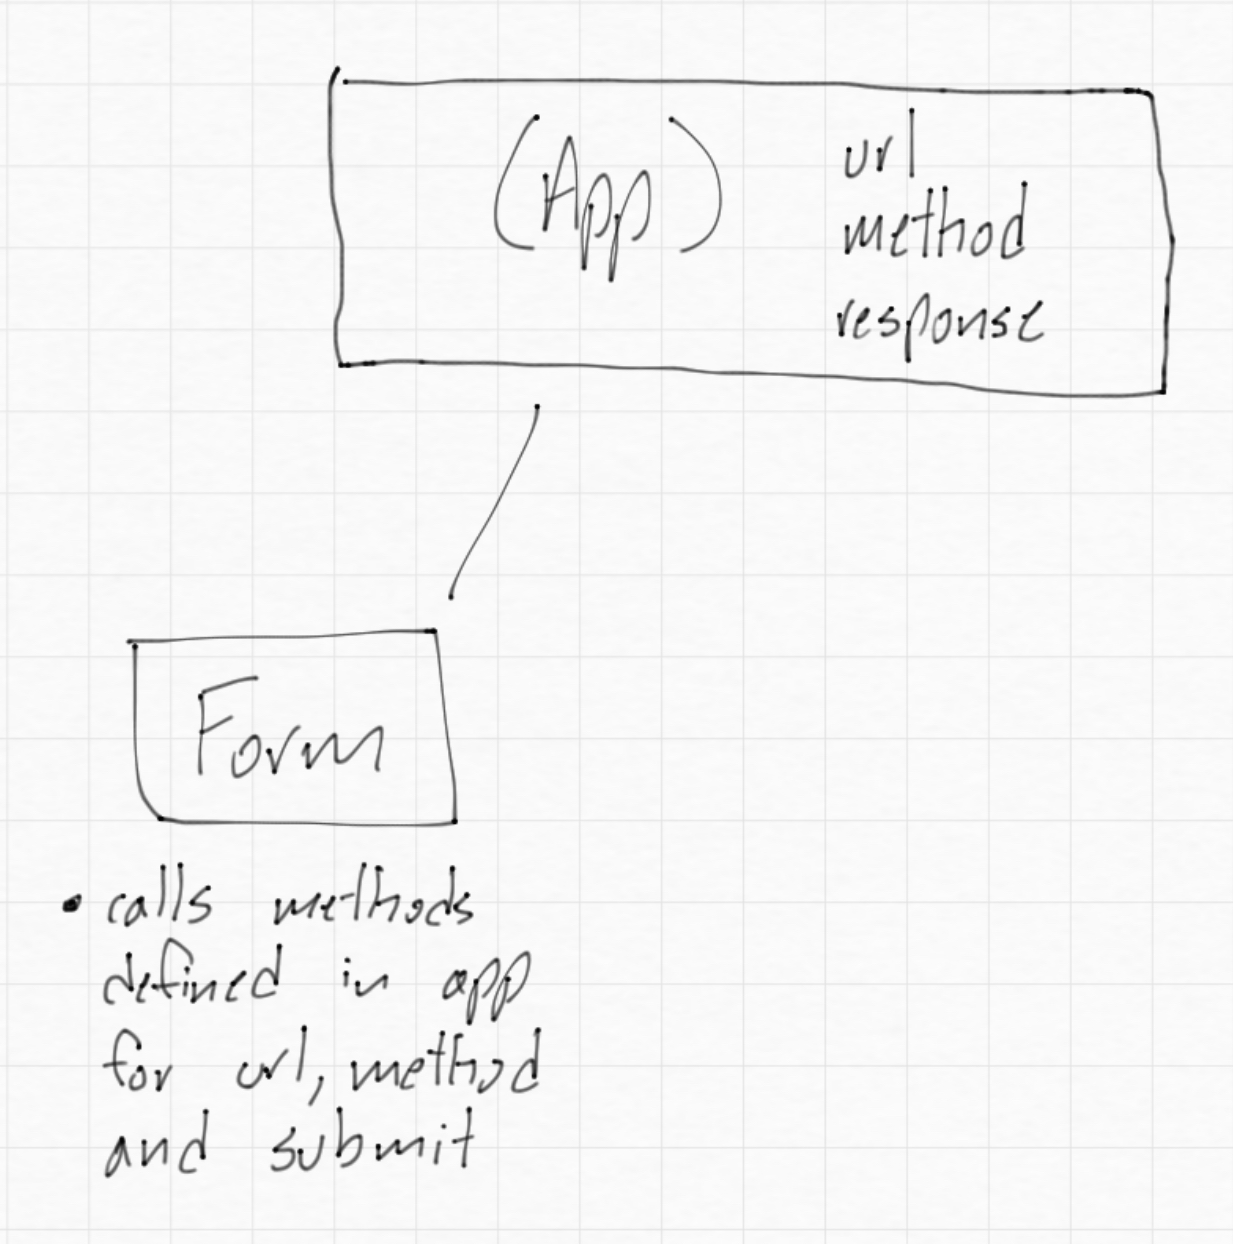 (App)
url
method
response
Form
• calls methods
defined in app
for url, method
and submit